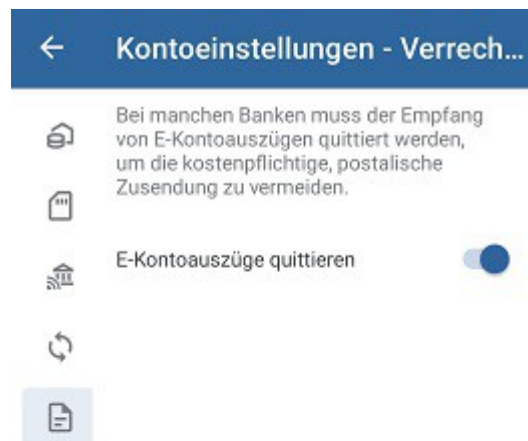 Kontoeinstellungen - Verrech...
Bei manchen Banken muss der Empfang
von E-Kontoauszügen quittiert werden,
um die kostenpflichtige, postalische
Zusendung zu vermeiden.
E-Kontoauszüge quittieren